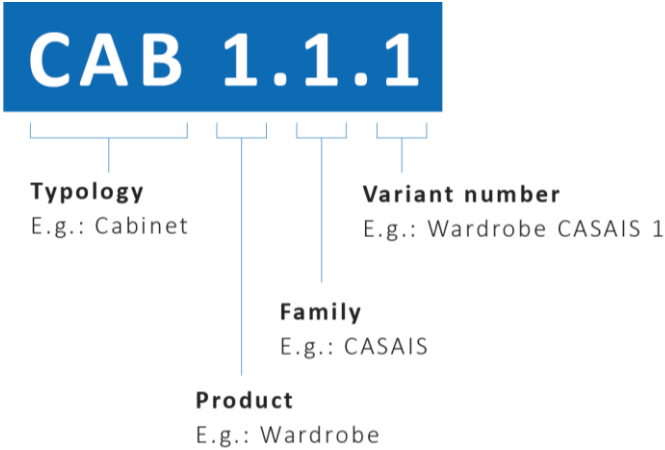 CAB 1.1.1
Typology
E.g.: Cabinet
Variant number
E.g.: Wardrobe CASAIS 1
Family
E.g.: CASAIS
Product
E.g.: Wardrobe